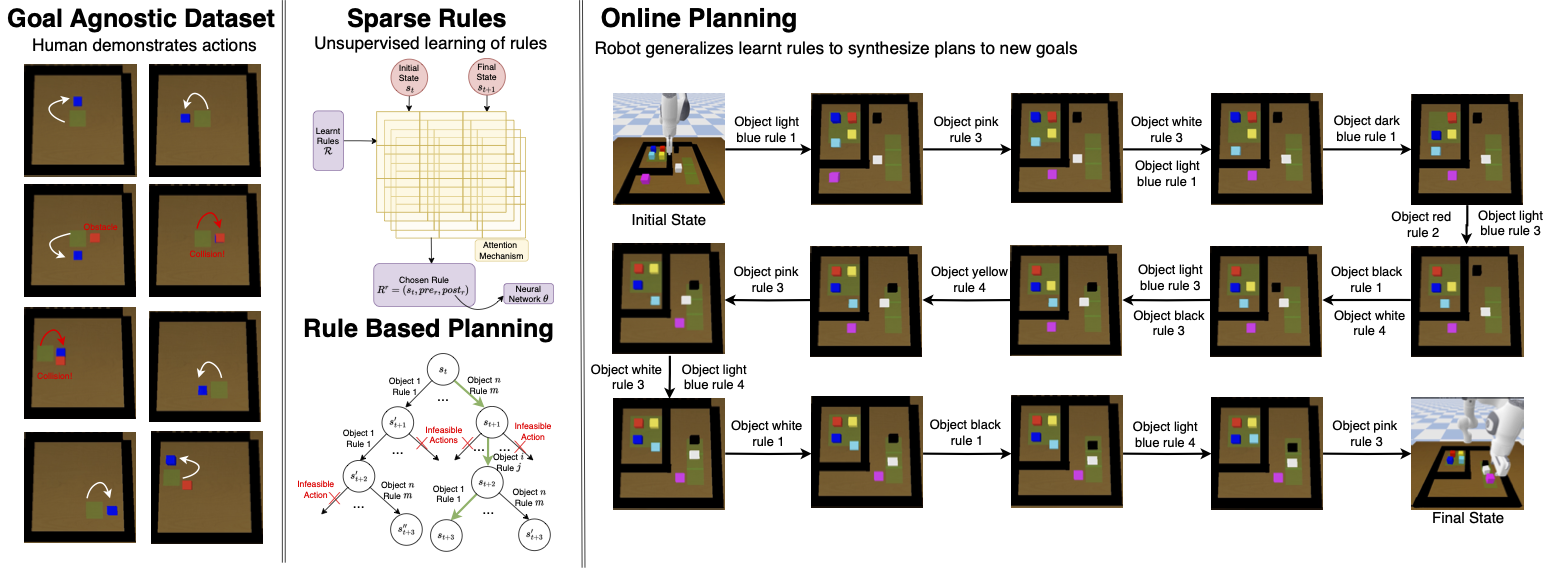 Goal Agnostic Dataset
Human demonstrates actions
Obstacle
Collision!
Collision!
Sparse Rules
Unsupervised learning of rules
Initial
State
s_t
Final
State
s_{t+1}
Learnt
Rules
R
Attention
Mechanism
Chosen Rule
R^r = (s_t, pre_r, post_r)
Neural
Network θ
Rule Based Planning
s_t
Object 1
Rule 1
Object n
Rule m
...
s'_{t+1}
Infeasible
Actions
s_{t+1}
Infeasible
Action
Object 1
Rule 1
...
...
...
Object i
Rule j
Infeasible
Action
s'_{t+2}
Object n
Rule m
Object 1
Rule 1
s_{t+2}
Object n
Rule m
...
...
s''_{t+3}
s_{t+3}
s'_{t+3}
Online Planning
Robot generalizes learnt rules to synthesize plans to new goals
Initial State
Object light
blue rule 1
Object pink
rule 3
Object white
rule 3
Object light
blue rule 1
Object dark
blue rule 1
Object red
rule 2
Object light
blue rule 3
Object black
rule 1
Object white
rule 4
Object light
blue rule 3
Object black
rule 3
Object yellow
rule 4
Object pink
rule 3
Object white
rule 3
Object light
blue rule 4
Object white
rule 1
Object black
rule 1
Object light
blue rule 4
Object pink
rule 3
Final State